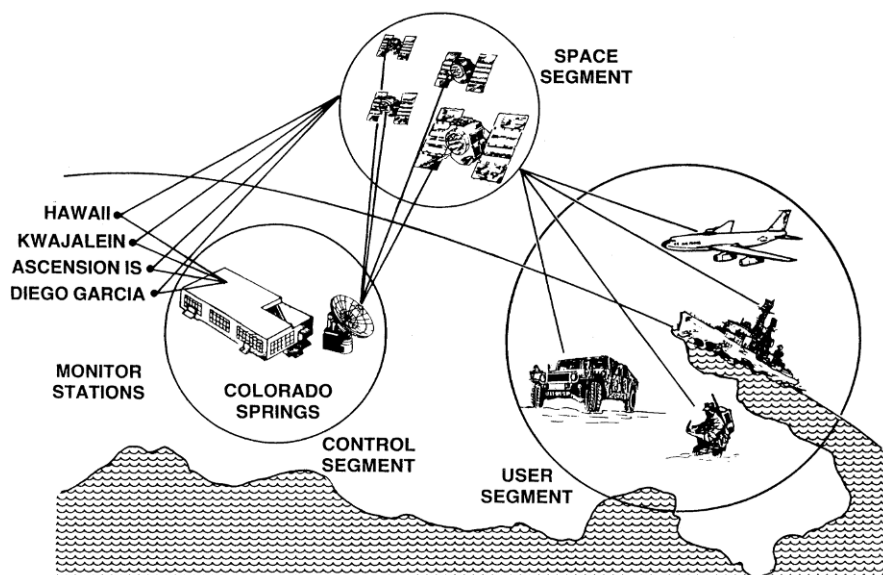 SPACE
SEGMENT
HAWAII
KWAJALEIN
ASCENSION IS
DIEGO GARCIA
MONITOR
STATIONS
COLORADO
SPRINGS
CONTROL
SEGMENT
USER
SEGMENT